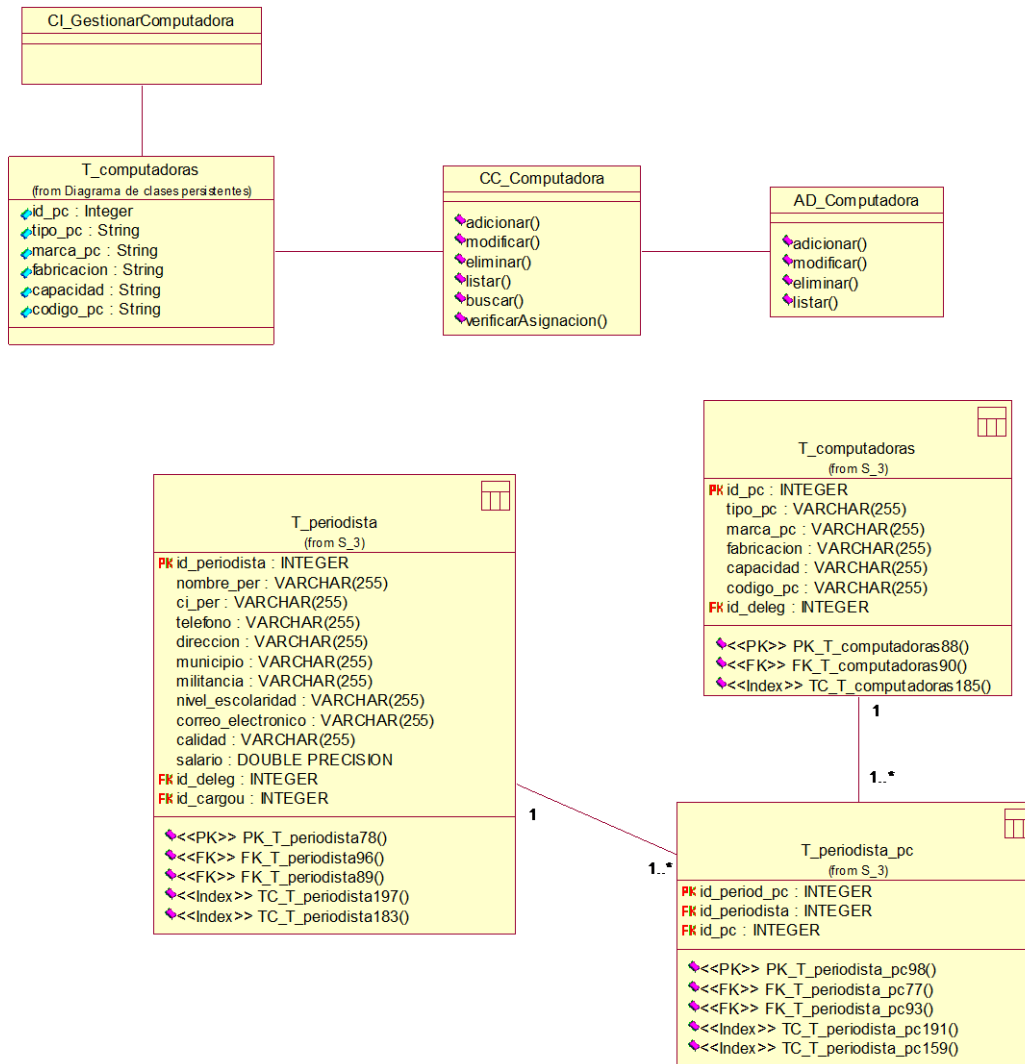 CI_GestionarComputadora
T_computadoras
(from Diagrama de clases persistentes)
id_pc : Integer
tipo_pc : String
marca_pc : String
fabricacion : String
capacidad : String
codigo_pc : String
CC_Computadora
adicionar()
modificar()
eliminar()
listar()
buscar()
verificarAsignacion()
AD_Computadora
adicionar()
modificar()
eliminar()
listar()
T_computadoras
(from S_3)
PK id_pc : INTEGER
tipo_pc : VARCHAR(255)
marca_pc : VARCHAR(255)
fabricacion : VARCHAR(255)
capacidad : VARCHAR(255)
codigo_pc : VARCHAR(255)
FK id_deleg : INTEGER
<<PK>> PK_T_computadoras88()
<<FK>> FK_T_computadoras90()
<<Index>> TC_T_computadoras185()
T_periodista
(from S_3)
PK id_periodista : INTEGER
nombre_per : VARCHAR(255)
ci_per : VARCHAR(255)
telefono : VARCHAR(255)
direccion : VARCHAR(255)
municipio : VARCHAR(255)
militancia : VARCHAR(255)
nivel_escolaridad : VARCHAR(255)
correo_electronico : VARCHAR(255)
calidad : VARCHAR(255)
salario : DOUBLE PRECISION
FK id_deleg : INTEGER
FK id_cargou : INTEGER
<<PK>> PK_T_periodista78()
<<FK>> FK_T_periodista96()
<<FK>> FK_T_periodista89()
<<Index>> TC_T_periodista197()
<<Index>> TC_T_periodista183()
1
1..*
1
1..*
T_periodista_pc
(from S_3)
PK id_period_pc : INTEGER
FK id_periodista : INTEGER
FK id_pc : INTEGER
<<PK>> PK_T_periodista_pc98()
<<FK>> FK_T_periodista_pc77()
<<FK>> FK_T_periodista_pc93()
<<Index>> TC_T_periodista_pc191()
<<Index>> TC_T_periodista_pc159()